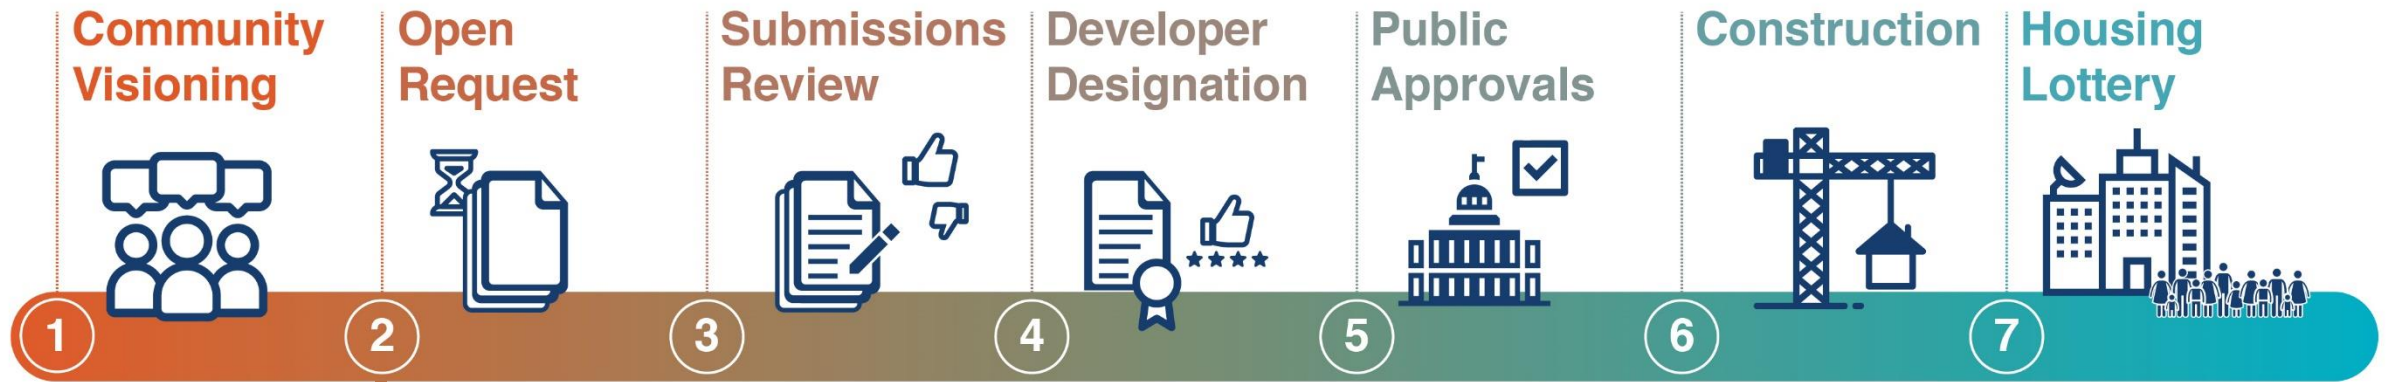 Community
Visioning
Open
Request
Submissions
Review
Developer
Designation
Public
Approvals
Construction
Housing
Lottery
1
2
3
4
5
6
7